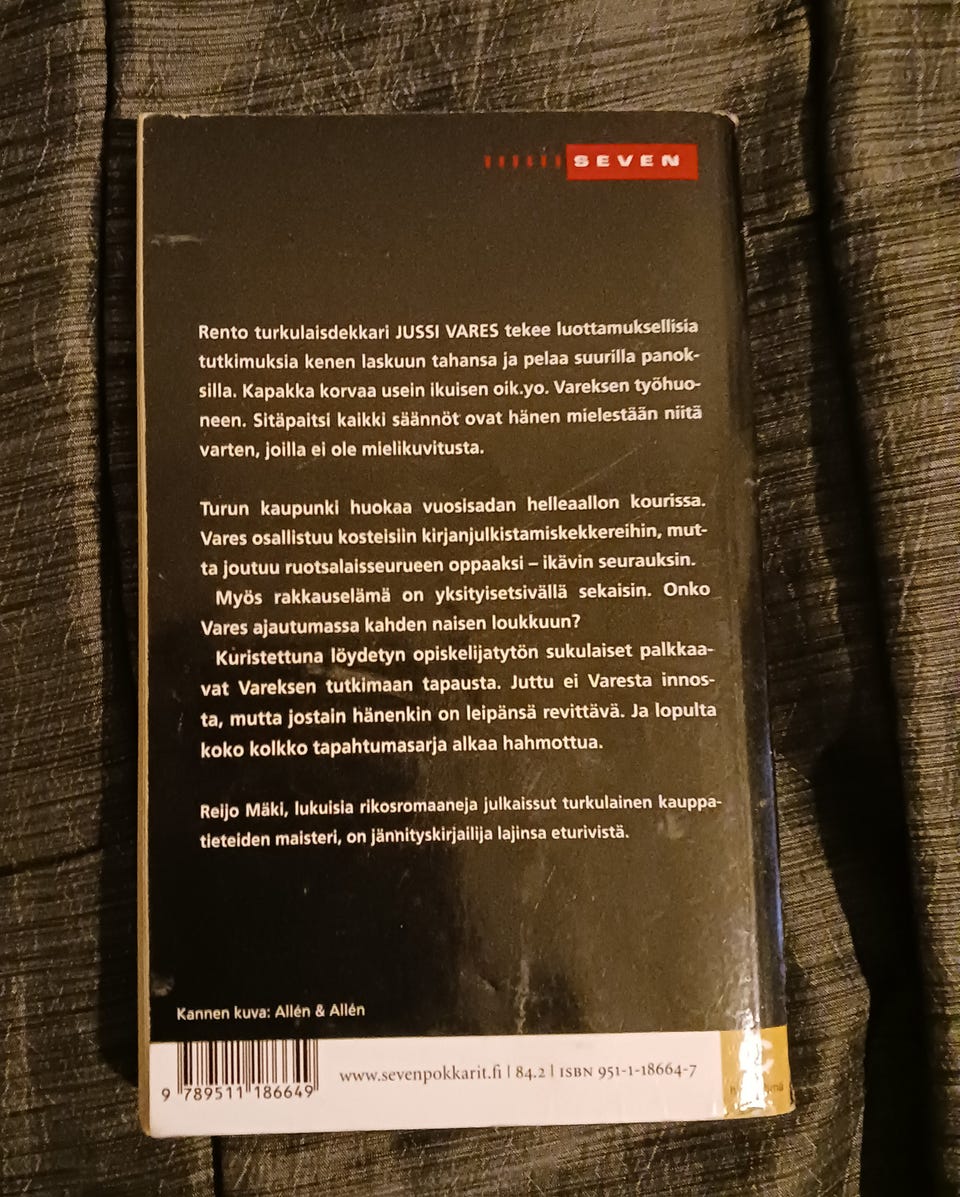 SEVEN
Rento turkulaisdekkari JUSSI VARES tekee luottamuksellisia
tutkimuksia kenen laskuun tahansa ja pelaa suurilla panok-
silla. Kapakka korvaa usein ikuisen oik.yo. Vareksen työhuo-
neen. Sitäpaitsi kaikki säännöt ovat hänen mielestään niitä
varten, joilla ei ole mielikuvitusta.
Turun kaupunki huokaa vuosisadan helleaallon kourissa.
Vares osallistuu kosteisiin kirjanjulkistamiskekkereihin, mut-
ta joutuu ruotsalaisseurueen oppaaksi – ikävin seurauksin.
Myös rakkauselämä on yksityisetsivällä sekaisin. Onko
Vares ajautumassa kahden naisen loukkuun?
Kuristettuna löydetyn opiskelijatytön sukulaiset palkkaa-
vat Vareksen tutkimaan tapausta. Juttu ei Varesta innos-
ta, mutta jostain hänenkin on leipänsä revittävä. Ja lopulta
koko kolkko tapahtumasarja alkaa hahmottua.
Reijo Mäki, lukuisia rikosromaaneja julkaissut turkulainen kauppa-
tieteiden maisteri, on jännityskirjailija lajinsa eturivistä.
Kannen kuva: Allén & Allén
www.sevenpokkarit.fi | 84.2 | ISBN 951-1-18664-7
9 789511 186649